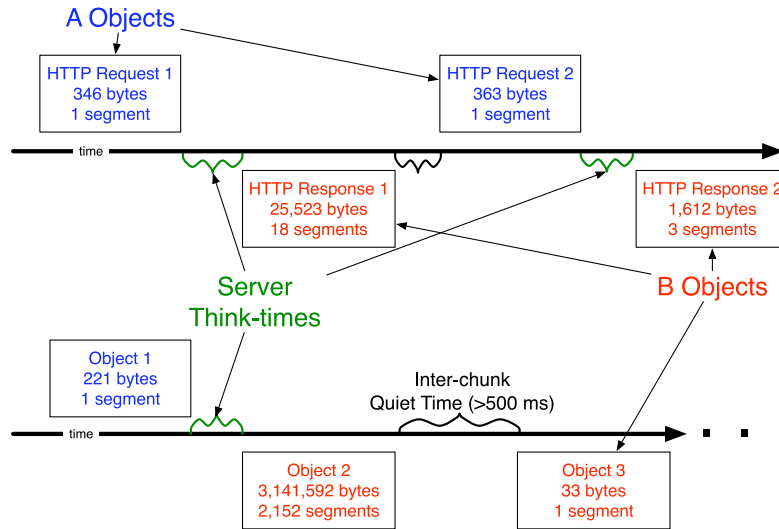 A Objects
HTTP Request 1
346 bytes
1 segment
HTTP Request 2
363 bytes
1 segment
time
HTTP Response 1
25,523 bytes
18 segments
HTTP Response 2
1,612 bytes
3 segments
Server
Think-times
B Objects
Object 1
221 bytes
1 segment
Inter-chunk
Quiet Time (>500 ms)
time
Object 2
3,141,592 bytes
2,152 segments
Object 3
33 bytes
1 segment